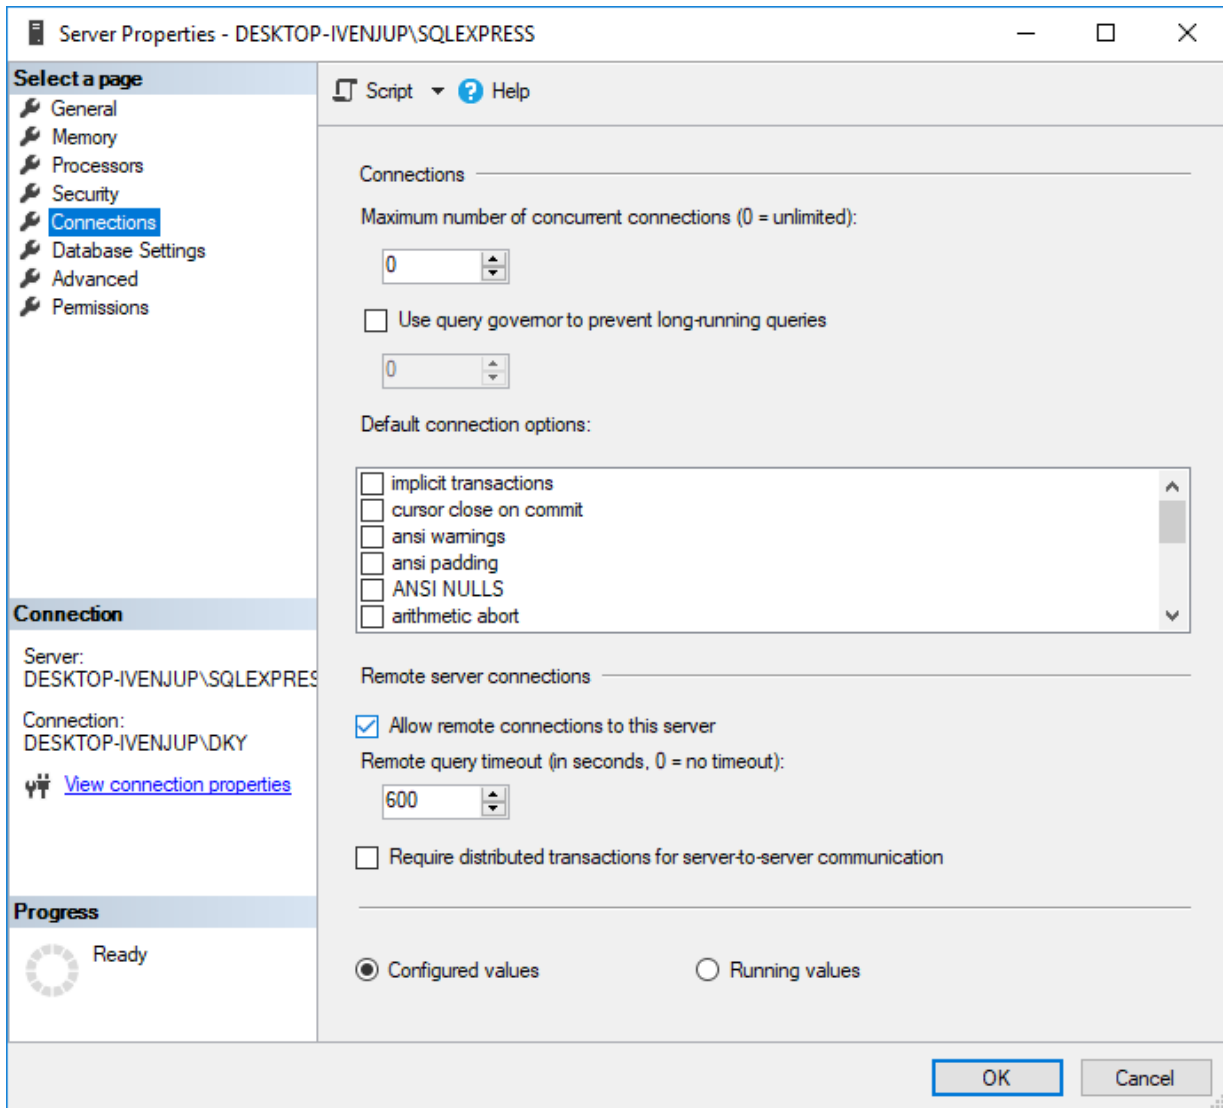 Server Properties - DESKTOP-IVENJUP\SQLEXPRESS
Select a page
General
Memory
Processors
Security
Connections
Database Settings
Advanced
Permissions
Connection
Server:
DESKTOP-IVENJUP\SQLEXPRES
Connection:
DESKTOP-IVENJUP\DKY
View connection properties
Progress
Ready
Script
Help
Connections
Maximum number of concurrent connections (0 = unlimited):
0
Use query governor to prevent long-running queries
0
Default connection options:
implicit transactions
cursor close on commit
ansi warnings
ansi padding
ANSI NULLS
arithmetic abort
Remote server connections
Allow remote connections to this server
Remote query timeout (in seconds, 0 = no timeout):
600
Require distributed transactions for server-to-server communication
Configured values
Running values
OK
Cancel